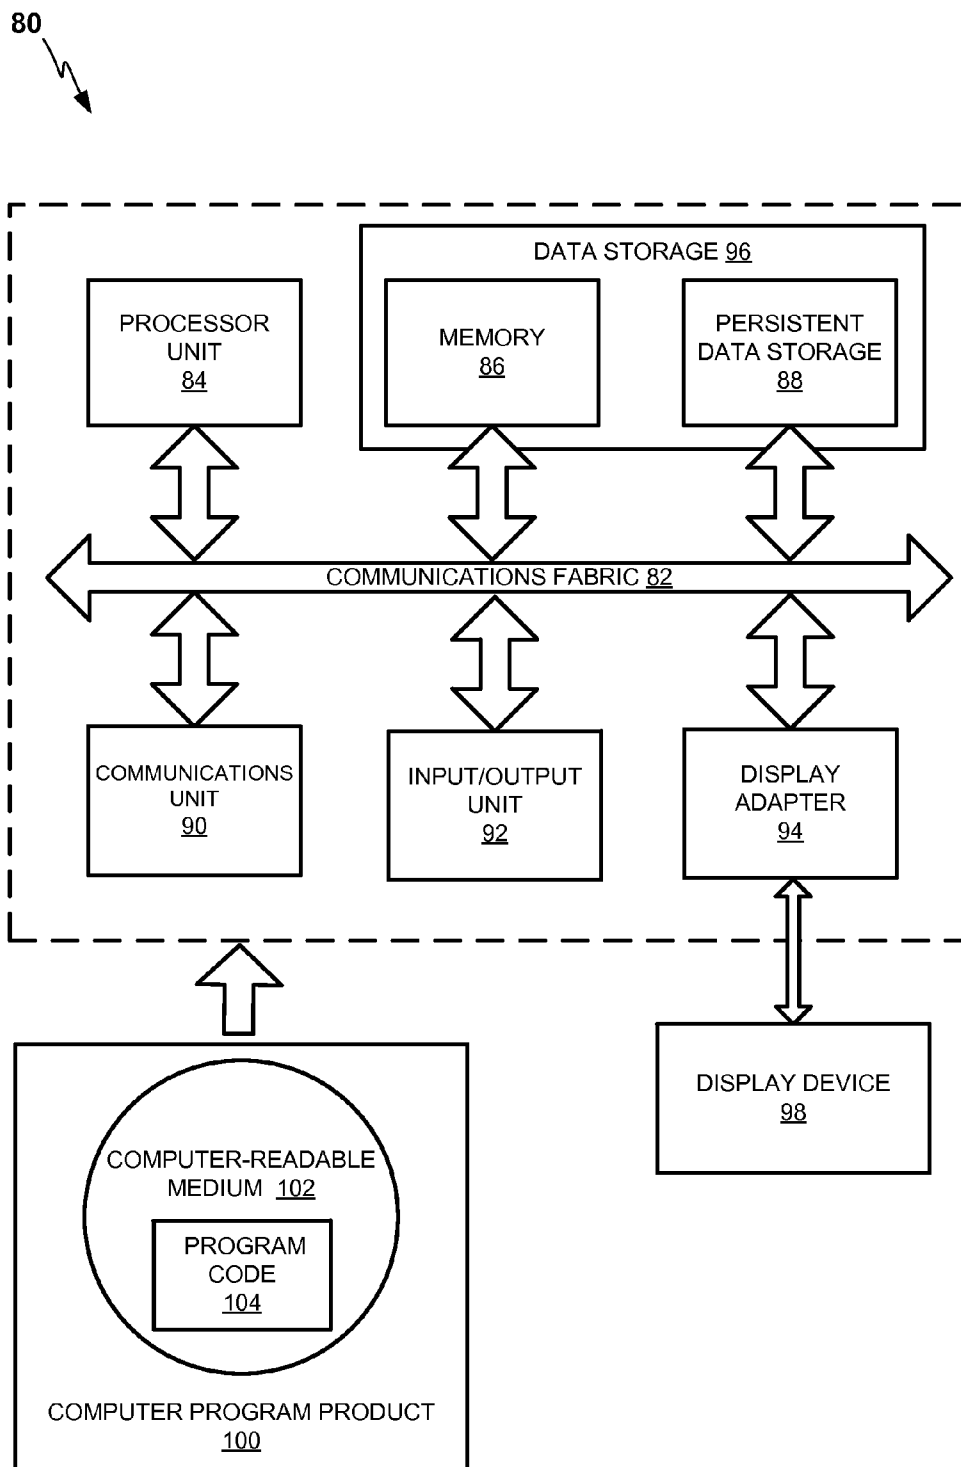 80
DATA STORAGE 96
PROCESSOR
UNIT
84
MEMORY
86
PERSISTENT
DATA STORAGE
88
COMMUNICATIONS FABRIC 82
COMMUNICATIONS
UNIT
90
INPUT/OUTPUT
UNIT
92
DISPLAY
ADAPTER
94
DISPLAY DEVICE
98
COMPUTER-READABLE
MEDIUM 102
PROGRAM
CODE
104
COMPUTER PROGRAM PRODUCT
100